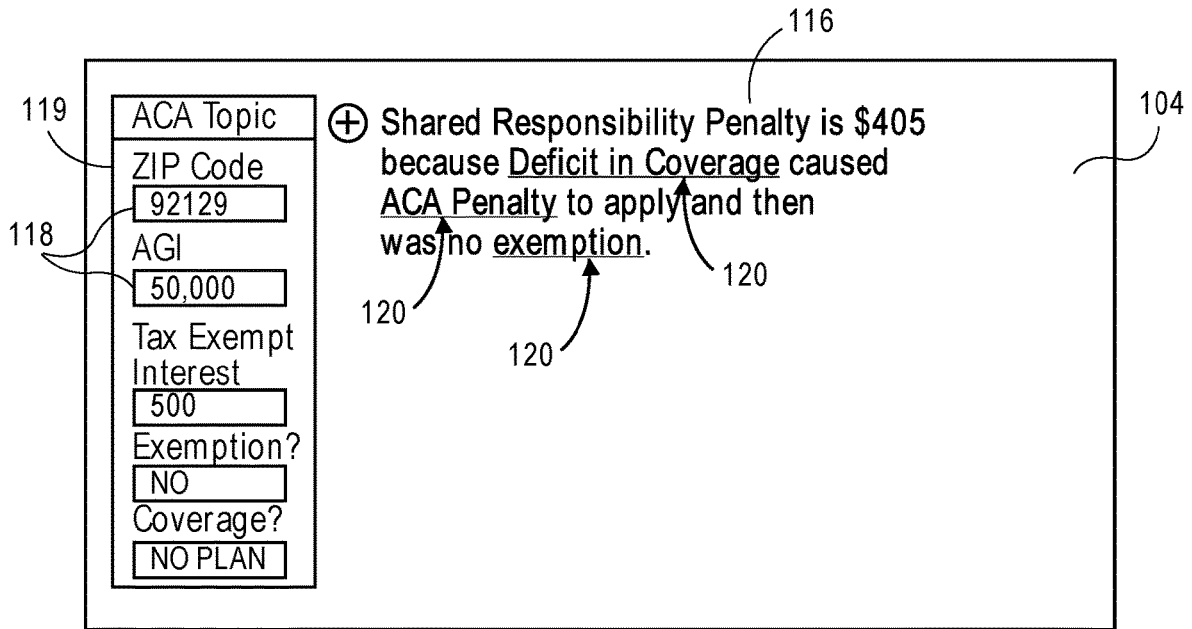 116
104
119
118
ACA Topic
ZIP Code
92129
AGI
50,000
Tax Exempt
Interest
500
Exemption?
NO
Coverage?
NO PLAN
Shared Responsibility Penalty is $405
because Deficit in Coverage caused
ACA Penalty to apply and then
was no exemption.
120
120
120